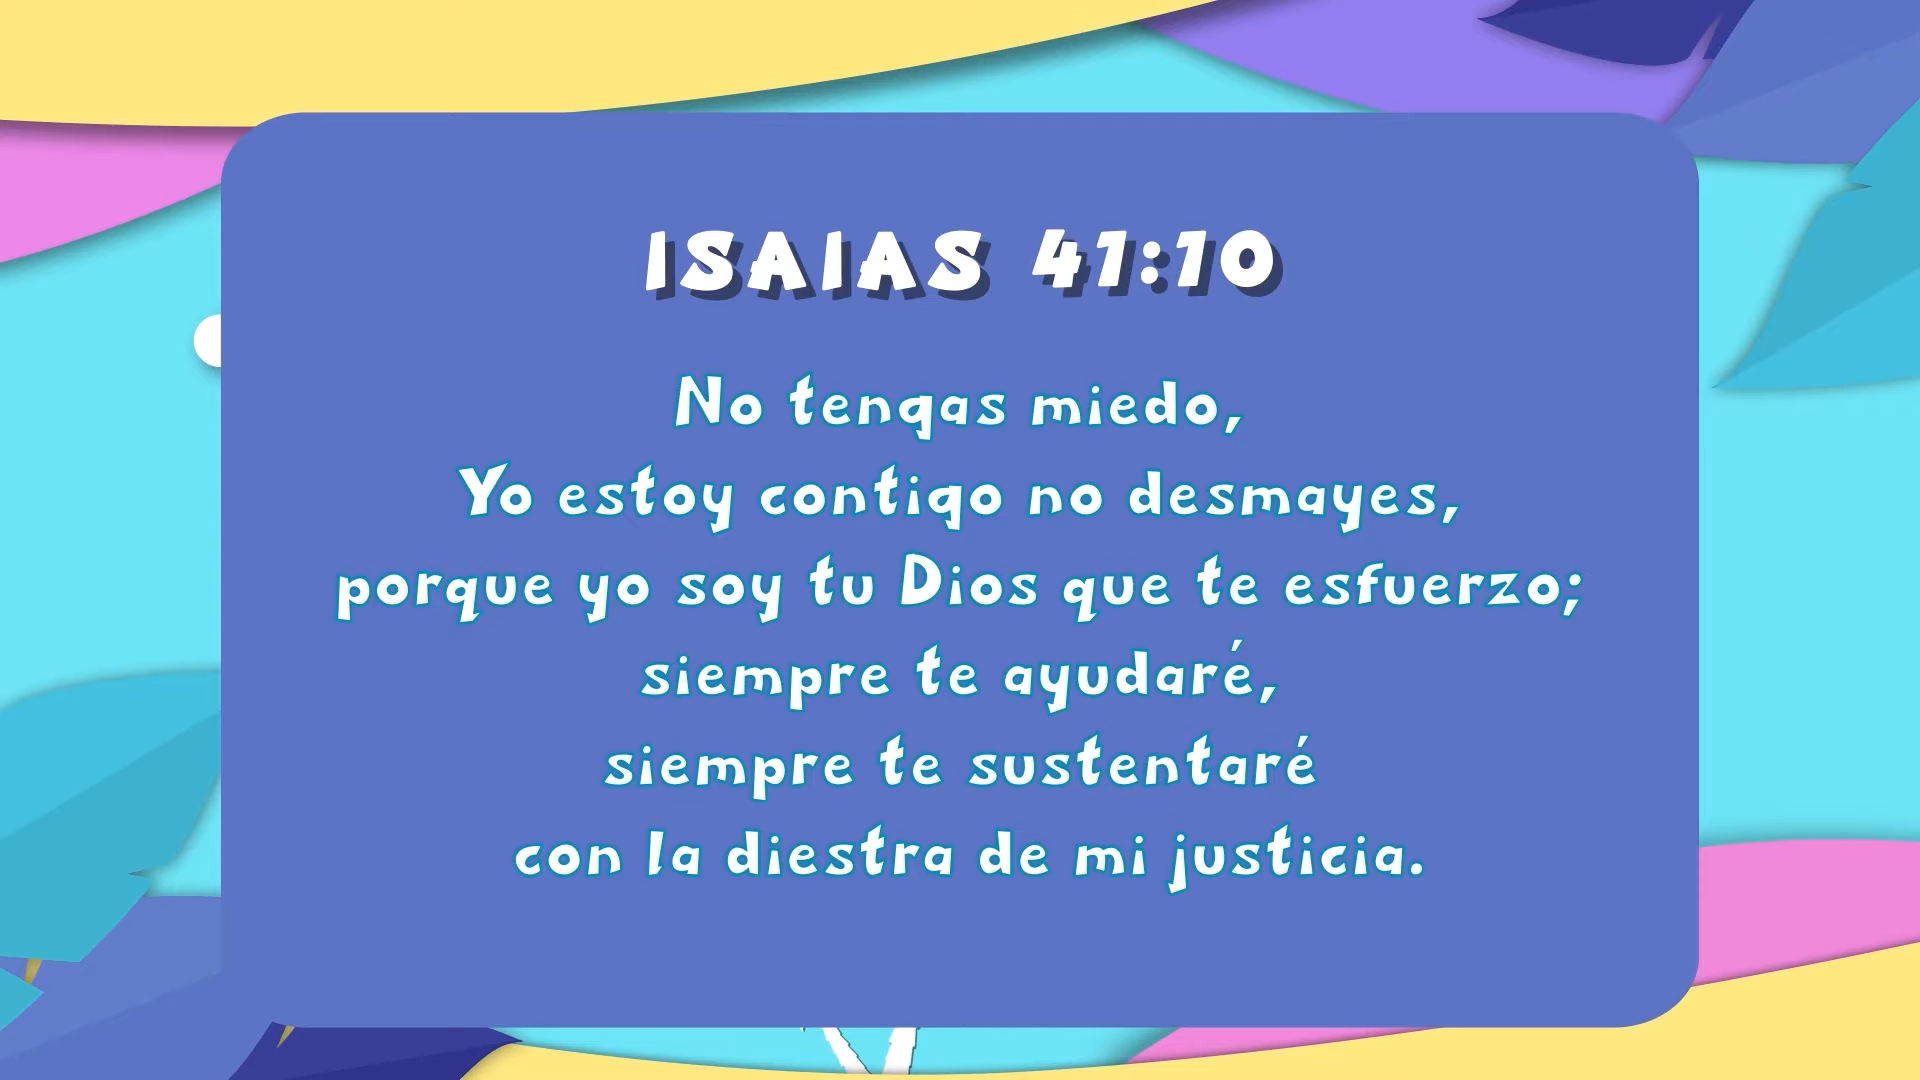 ISAIAS 41:10
No tengas miedo,
Yo estoy contigo no desmayes,
porque yo soy tu Dios que te esfuerzo;
siempre te ayudaré,
siempre te sustentaré
con la diestra de mi justicia.